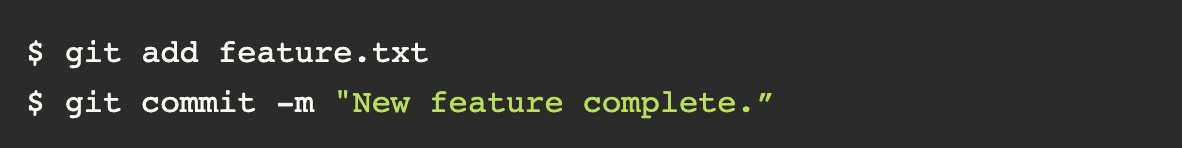 $ git add feature.txt
$ git commit -m "New feature complete.”